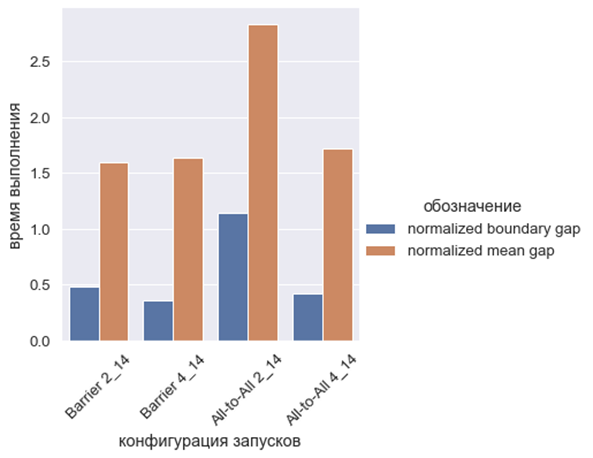 2.5
2.0
1.5
1.0
0.5
0.0
время выполнения
Barrier 2_14
Barrier 4_14
All-to-All 2_14
All-to-All 4_14
конфигурация запусков
обозначение
normalized boundary gap
normalized mean gap